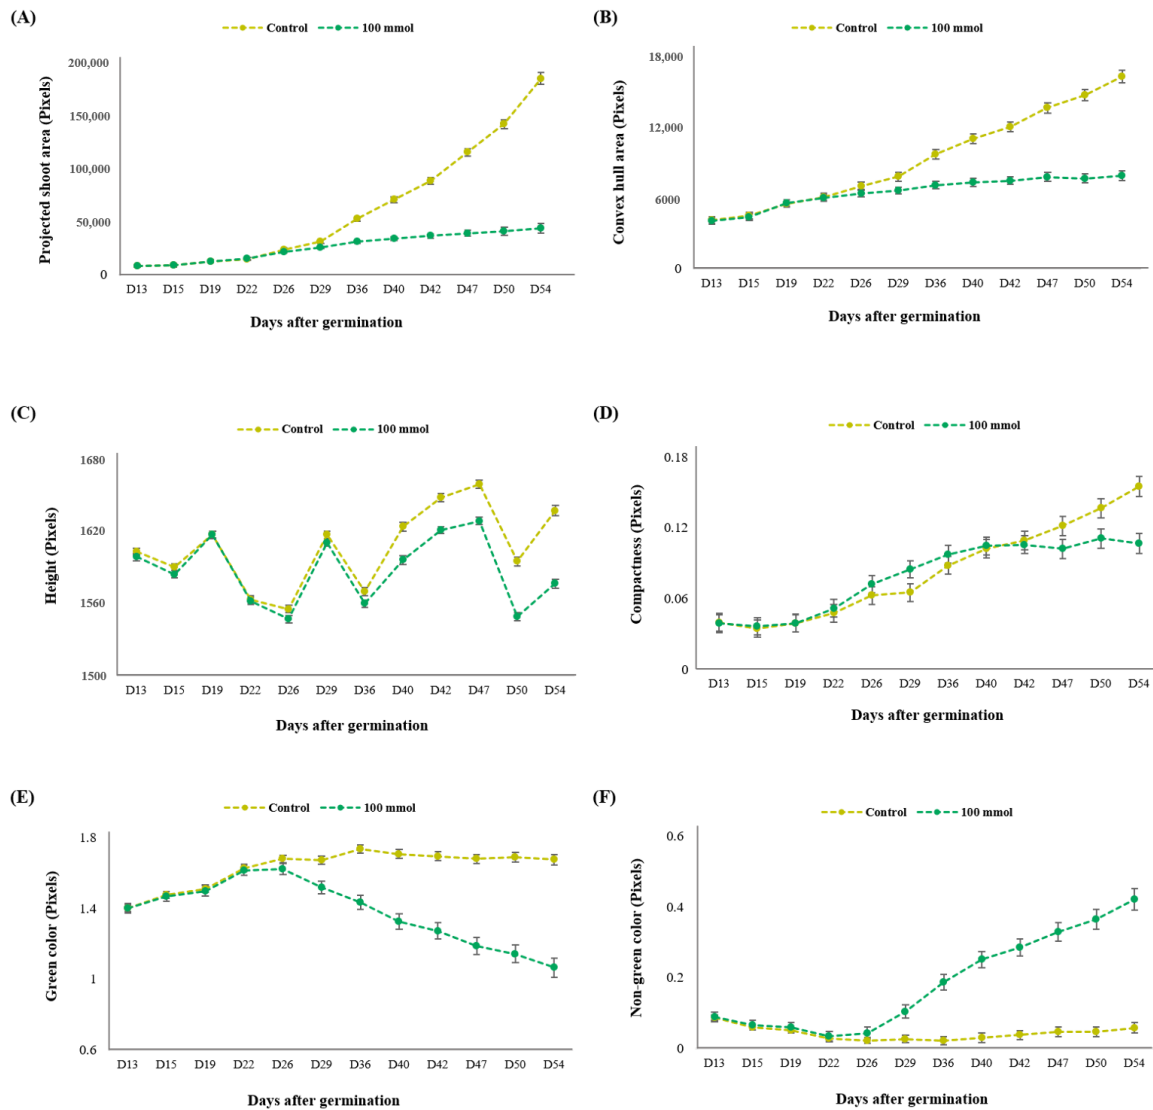 (A)
Control 100 mmol
Projected shoot area (Pixels)
200,000
150,000
100,000
50,000
0
D13 D15 D19 D22 D26 D29 D36 D40 D42 D47 D50 D54
Days after germination
(B)
Control 100 mmol
Convex hull area (Pixels)
18,000
12,000
6000
0
D13 D15 D19 D22 D26 D29 D36 D40 D42 D47 D50 D54
Days after germination
(C)
Control 100 mmol
Height (Pixels)
1680
1620
1560
1500
D13 D15 D19 D22 D26 D29 D36 D40 D42 D47 D50 D54
Days after germination
(D)
Control 100 mmol
Compactness (Pixels)
0.18
0.12
0.06
0
D13 D15 D19 D22 D26 D29 D36 D40 D42 D47 D50 D54
Days after germination
(E)
Control 100 mmol
Green color (Pixels)
1.8
1.4
1
0.6
D13 D15 D19 D22 D26 D29 D36 D40 D42 D47 D50 D54
Days after germination
(F)
Control 100 mmol
Non-green color (Pixels)
0.6
0.4
0.2
0
D13 D15 D19 D22 D26 D29 D36 D40 D42 D47 D50 D54
Days after germination